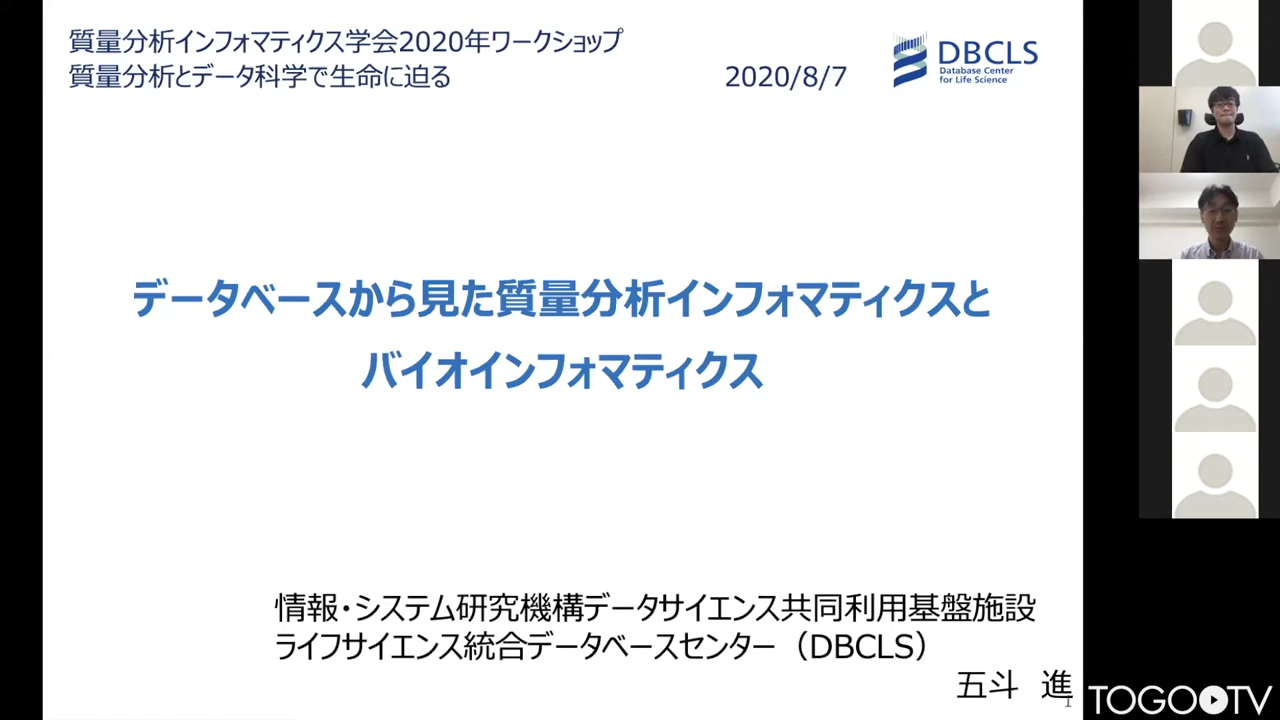 質量分析インフォマティクス学会2020年ワークショップ
質量分析とデータ科学で生命に迫る
2020/8/7
DBCLS
Database Center
for Life Science
データベースから見た質量分析インフォマティクスと
バイオインフォマティクス
情報・システム研究機構データサイエンス共同利用基盤施設
ライフサイエンス統合データベースセンター（DBCLS）
五斗 進
1
TOGOTV